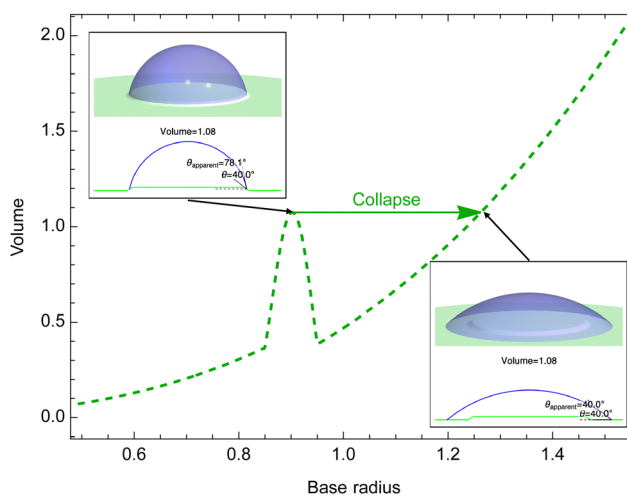 2.0
1.5
1.0
0.5
0.0
Volume
Volume=1.08
θapparent=78.1°
θ=40.0°
Collapse
Volume=1.08
θapparent=40.0°
θ=40.0°
0.6 0.8 1.0 1.2 1.4
Base radius